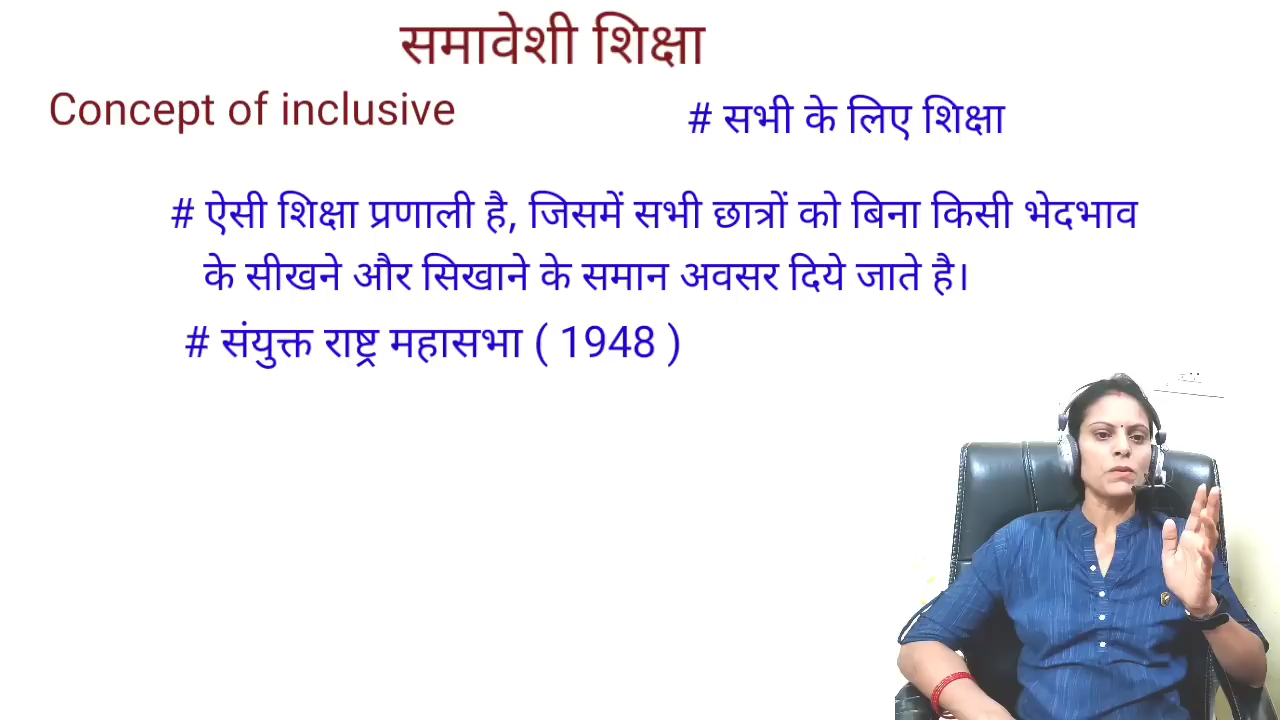 समावेशी शिक्षा
Concept of inclusive
# सभी के लिए शिक्षा
# ऐसी शिक्षा प्रणाली है, जिसमें सभी छात्रों को बिना किसी भेदभाव
के सीखने और सिखाने के समान अवसर दिये जाते है।
# संयुक्त राष्ट्र महासभा ( 1948 )